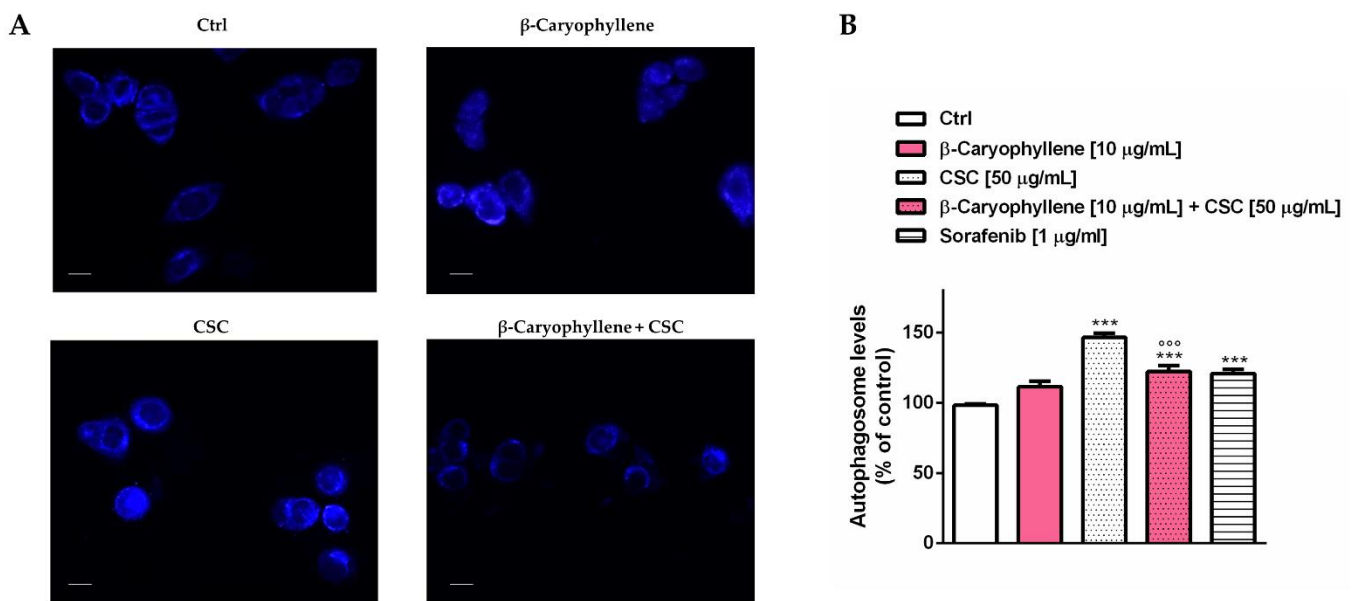 A
Ctrl
β-Caryophyllene
CSC
β-Caryophyllene + CSC
B
Ctrl
β-Caryophyllene [10 μg/mL]
CSC [50 μg/mL]
β-Caryophyllene [10 μg/mL] + CSC [50 μg/mL]
Sorafenib [1 μg/ml]
Autophagosome levels
(% of control)
150
100
50
0
***
°°°
***
***